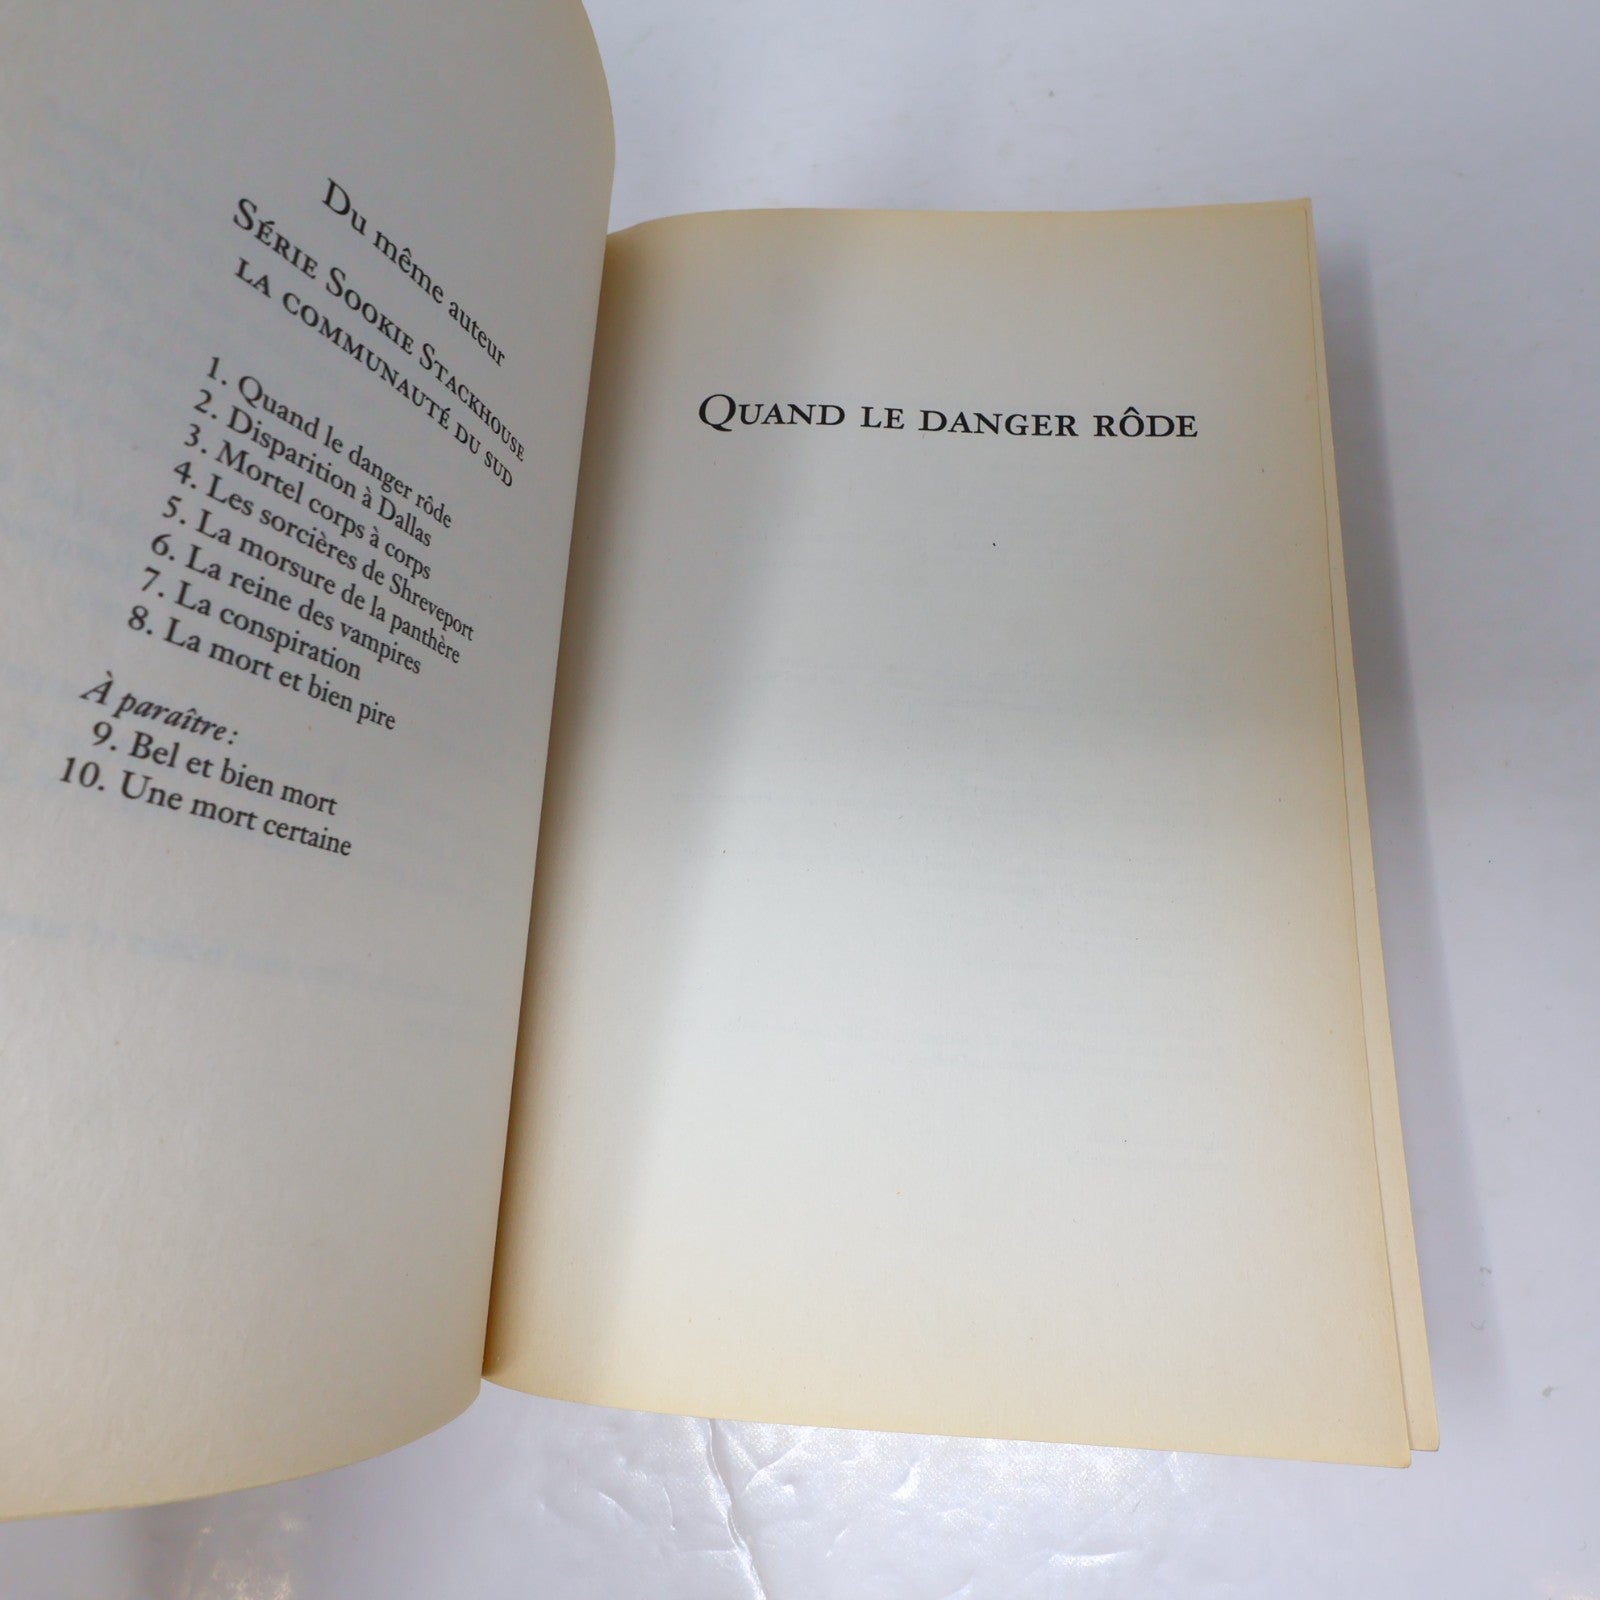 Du même auteur
Série Sookie Stackhouse
la communauté du sud
1. Quand le danger rôde
2. Disparition à Dallas
3. Mortel corps à corps
4. Les sorcières de Shreveport
5. La morsure de la panthère
6. La reine des vampires
7. La conspiration
8. La mort et bien pire
À paraître :
9. Bel et bien mort
10. Une mort certaine
Quand le danger rôde